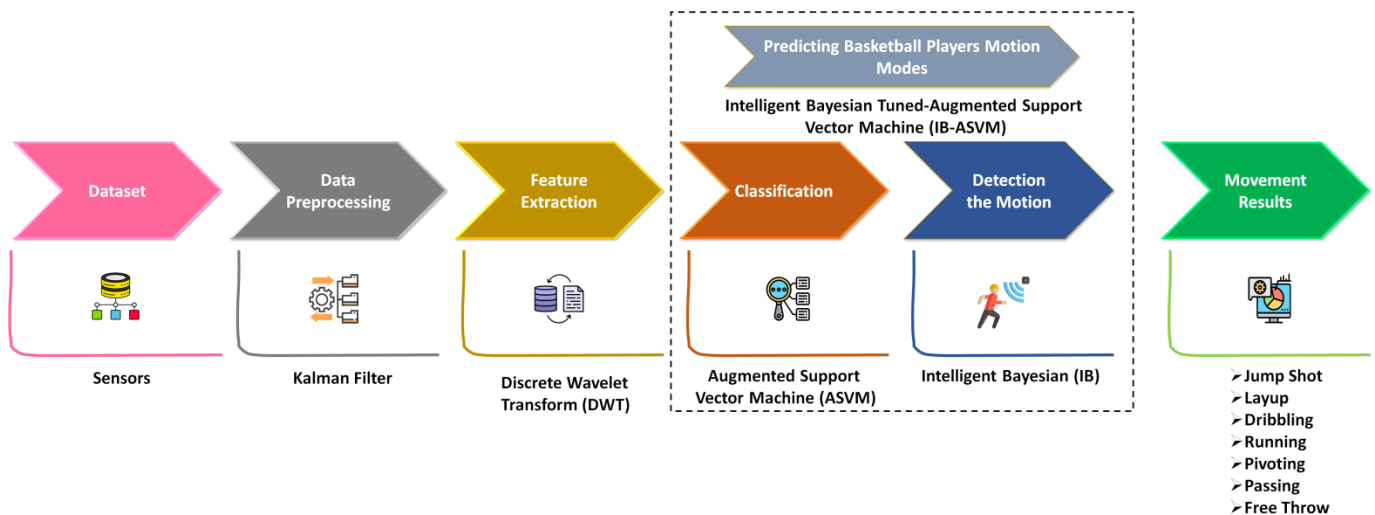 Predicting Basketball Players Motion
Modes
Intelligent Bayesian Tuned-Augmented Support
Vector Machine (IB-ASVM)
Dataset
Data
Preprocessing
Feature
Extraction
Classification
Detection
the Motion
Movement
Results
Sensors
Kalman Filter
Discrete Wavelet
Transform (DWT)
Augmented Support
Vector Machine (ASVM)
Intelligent Bayesian (IB)
➢Jump Shot
➢Layup
➢Dribbling
➢Running
➢Pivoting
➢Passing
➢Free Throw